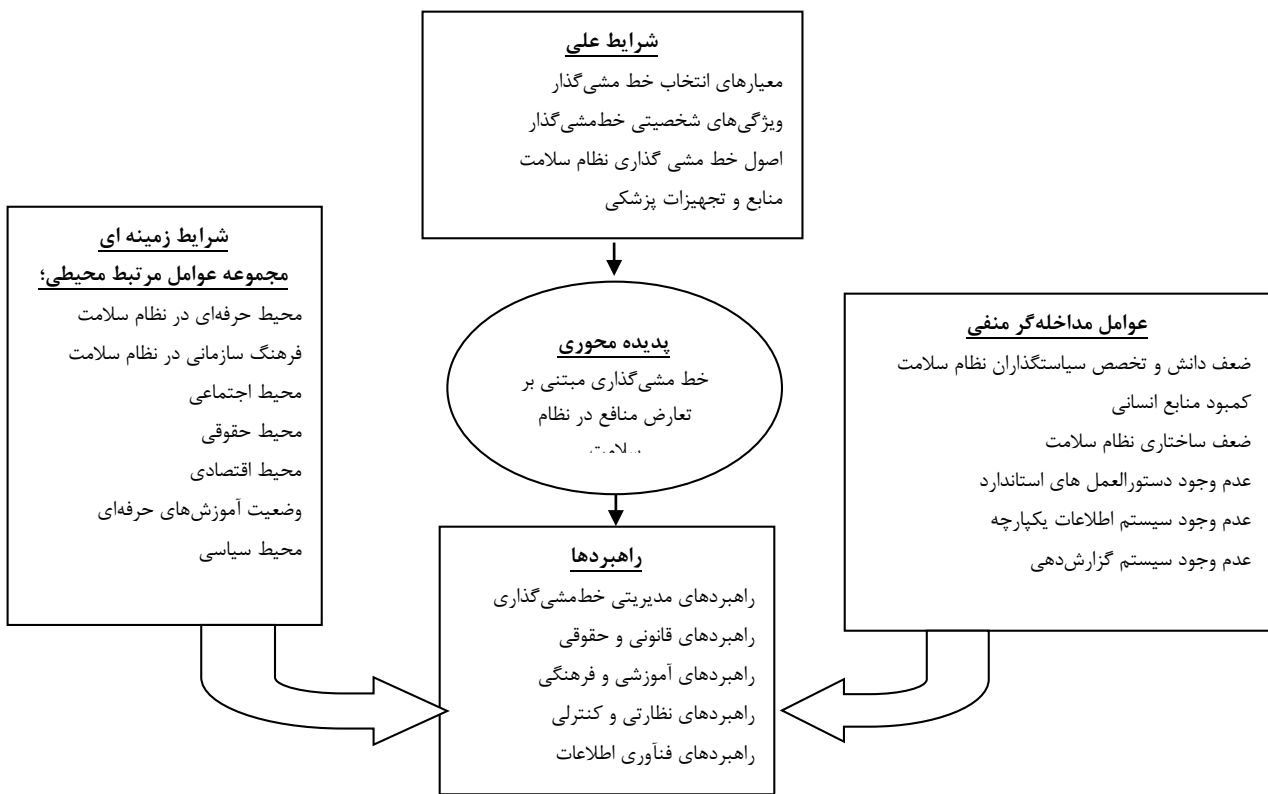 شرایط علی
معیارهای انتخاب خط مشی‌گذار
ویژگی‌های شخصیتی خط‌مشی‌گذار
اصول خط مشی گذاری نظام سلامت
منابع و تجهیزات پزشکی
شرایط زمینه ای
مجموعه عوامل مرتبط محیطی؛
محیط حرفه‌ای در نظام سلامت
فرهنگ سازمانی در نظام سلامت
محیط اجتماعی
محیط حقوقی
محیط اقتصادی
وضعیت آموزش‌های حرفه‌ای
محیط سیاسی
پدیده محوری
خط مشی‌گذاری مبتنی بر
تعارض منافع در نظام
سلامت
عوامل مداخله‌گر منفی
ضعف دانش و تخصص سیاستگذاران نظام سلامت
کمبود منابع انسانی
ضعف ساختاری نظام سلامت
عدم وجود دستورالعمل های استاندارد
عدم وجود سیستم اطلاعات یکپارچه
عدم وجود سیستم گزارش‌دهی
راهبردها
راهبردهای مدیریتی خط‌مشی‌گذاری
راهبردهای قانونی و حقوقی
راهبردهای آموزشی و فرهنگی
راهبردهای نظارتی و کنترلی
راهبردهای فنآوری اطلاعات